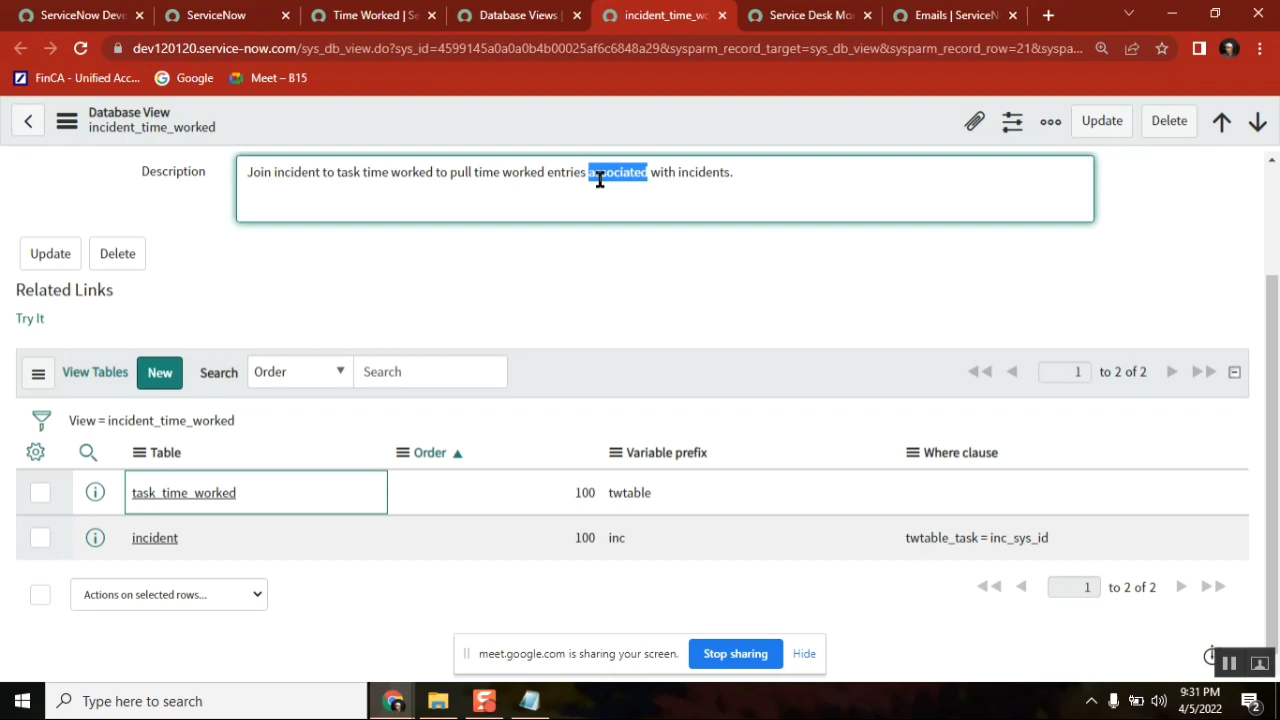 ServiceNow Deve
ServiceNow
Time Worked | Se
Database Views |
incident_time_wo
Service Desk Mo
Emails | ServiceN
dev120120.service-now.com/sys_db_view.do?sys_id=4599145a0a0a0b4b00025af6c6848a29&sysparm_record_target=sys_db_view&sysparm_record_row=21&syspa...
FinCA - Unified Acc...
Google
Meet – B15
Database View
incident_time_worked
Update
Delete
Description
Join incident to task time worked to pull time worked entries associated with incidents.
Update
Delete
Related Links
Try It
View Tables
New
Search
Order
Search
1 to 2 of 2
View = incident_time_worked
Table
Order
Variable prefix
Where clause
task_time_worked
100
twtable
incident
100
inc
twtable_task = inc_sys_id
Actions on selected rows...
1 to 2 of 2
meet.google.com is sharing your screen.
Stop sharing
Hide
Type here to search
9:31 PM
4/5/2022
2